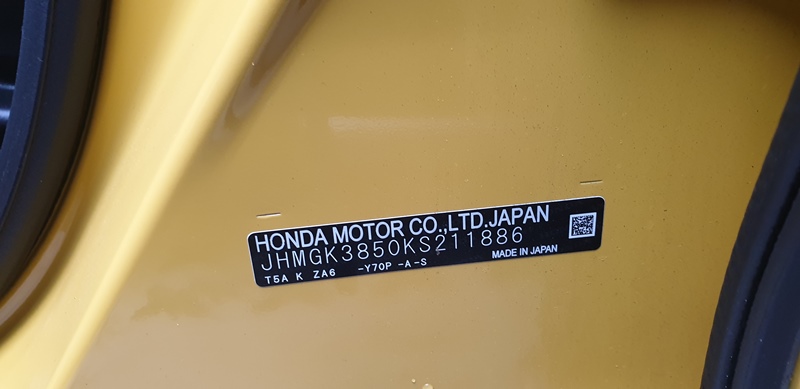 HONDA MOTOR CO.,LTD.JAPAN
JHMGK3850KS211886
T5A K ZA6 -Y70P -A-S
MADE IN JAPAN